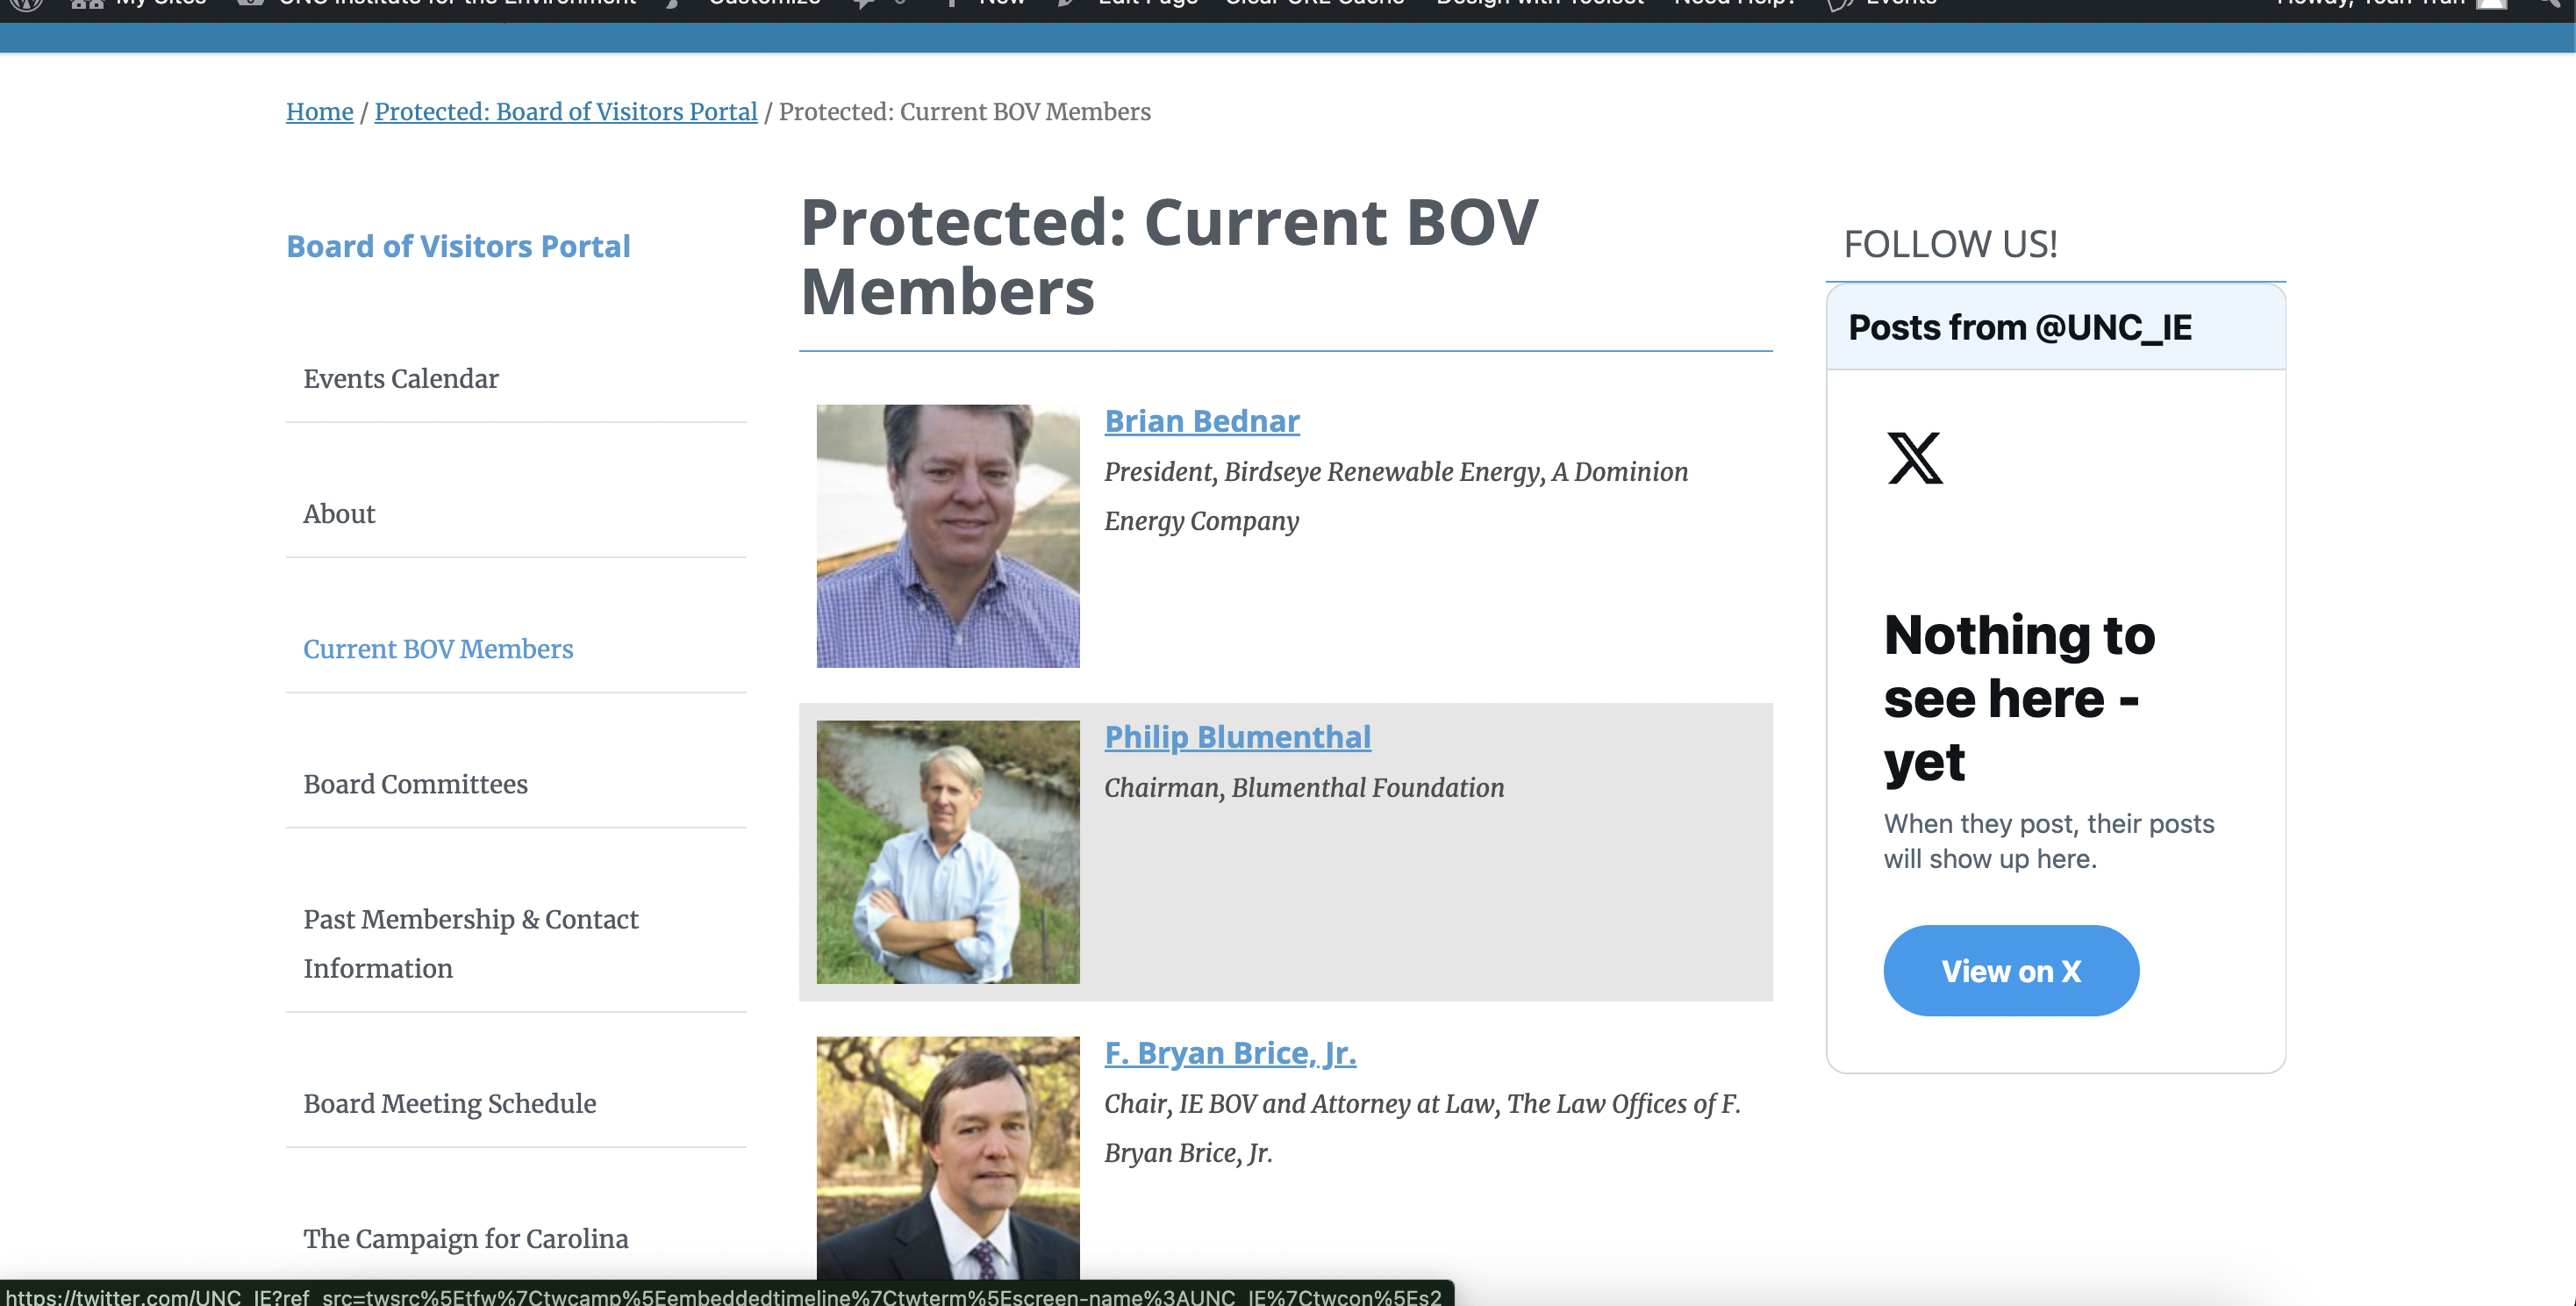 My Sites UNC Institute for the Environment Customize 0 New Edit Page Clear URL Cache Design with Toolset Need Help? Events Howdy, Toan Tran
Home / Protected: Board of Visitors Portal / Protected: Current BOV Members
Board of Visitors Portal
Events Calendar
About
Current BOV Members
Board Committees
Past Membership & Contact
Information
Board Meeting Schedule
The Campaign for Carolina
Protected: Current BOV
Members
Brian Bednar
President, Birdseye Renewable Energy, A Dominion
Energy Company
Philip Blumenthal
Chairman, Blumenthal Foundation
F. Bryan Brice, Jr.
Chair, IE BOV and Attorney at Law, The Law Offices of F.
Bryan Brice, Jr.
FOLLOW US!
Posts from @UNC_IE
Nothing to
see here -
yet
When they post, their posts
will show up here.
View on X
https://twitter.com/UNC_IE?ref_src=twsrc%5Etfw%7Ctwcamp%5Eembeddedtimeline%7Ctwterm%5Escreen-name%3AUNC_IE%7Ctwcon%5Es2